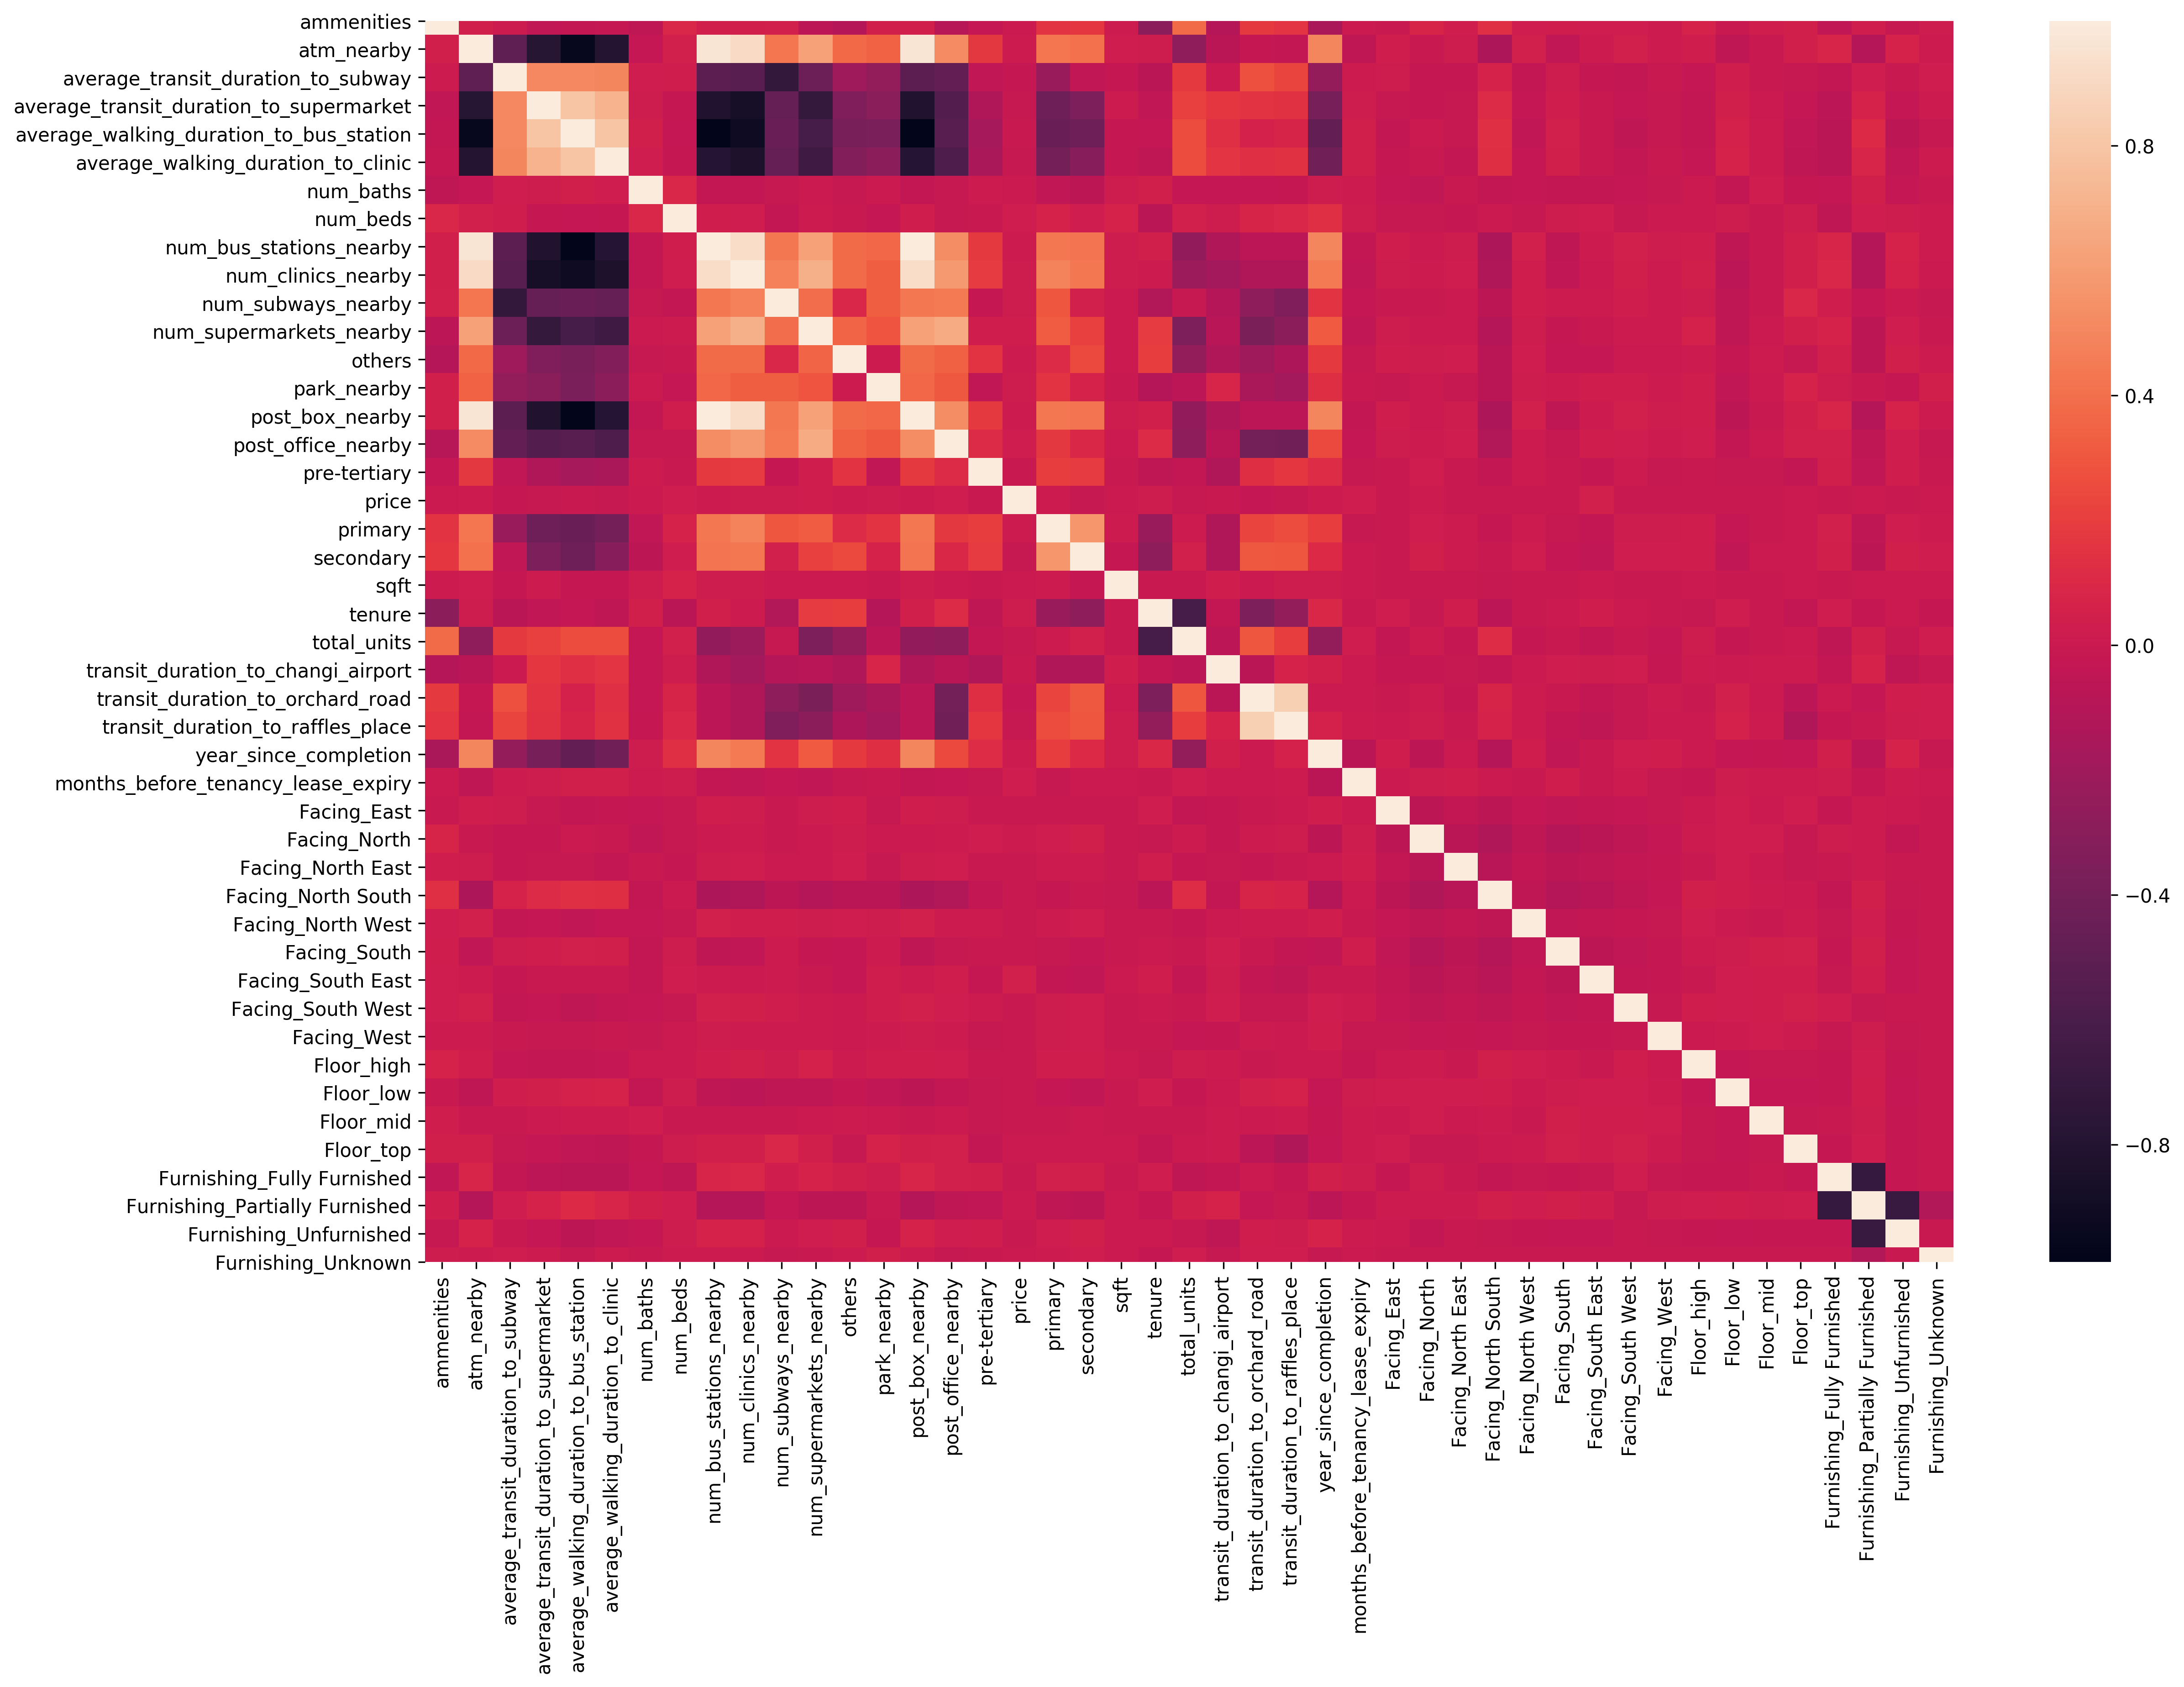 ammenities
atm_nearby
average_transit_duration_to_subway
average_transit_duration_to_supermarket
average_walking_duration_to_bus_station
average_walking_duration_to_clinic
num_baths
num_beds
num_bus_stations_nearby
num_clinics_nearby
num_subways_nearby
num_supermarkets_nearby
others
park_nearby
post_box_nearby
post_office_nearby
pre-tertiary
price
primary
secondary
sqft
tenure
total_units
transit_duration_to_changi_airport
transit_duration_to_orchard_road
transit_duration_to_raffles_place
year_since_completion
months_before_tenancy_lease_expiry
Facing_East
Facing_North
Facing_North East
Facing_North South
Facing_North West
Facing_South
Facing_South East
Facing_South West
Facing_West
Floor_high
Floor_low
Floor_mid
Floor_top
Furnishing_Fully Furnished
Furnishing_Partially Furnished
Furnishing_Unfurnished
Furnishing_Unknown
ammenities
atm_nearby
average_transit_duration_to_subway
average_transit_duration_to_supermarket
average_walking_duration_to_bus_station
average_walking_duration_to_clinic
num_baths
num_beds
num_bus_stations_nearby
num_clinics_nearby
num_subways_nearby
num_supermarkets_nearby
others
park_nearby
post_box_nearby
post_office_nearby
pre-tertiary
price
primary
secondary
sqft
tenure
total_units
transit_duration_to_changi_airport
transit_duration_to_orchard_road
transit_duration_to_raffles_place
year_since_completion
months_before_tenancy_lease_expiry
Facing_East
Facing_North
Facing_North East
Facing_North South
Facing_North West
Facing_South
Facing_South East
Facing_South West
Facing_West
Floor_high
Floor_low
Floor_mid
Floor_top
Furnishing_Fully Furnished
Furnishing_Partially Furnished
Furnishing_Unfurnished
Furnishing_Unknown
0.8
0.4
0.0
−0.4
−0.8